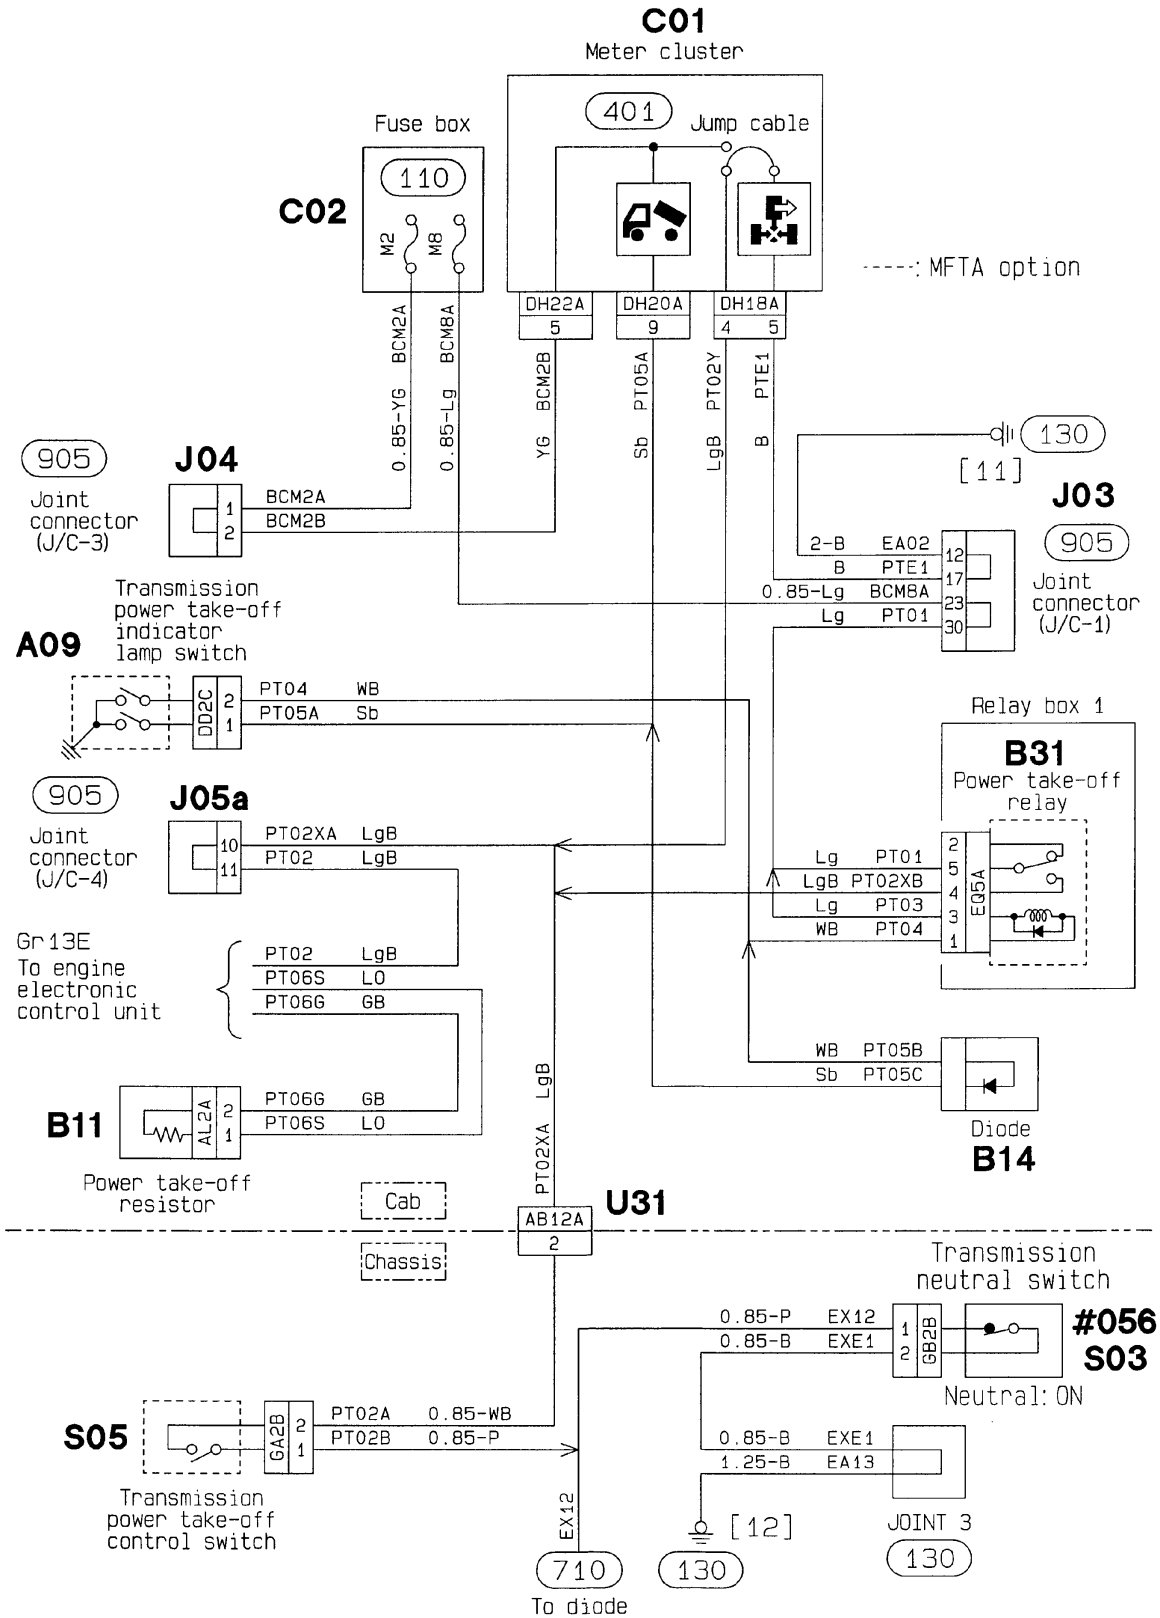 C01
Meter cluster
401
Jump cable
Fuse box
110
C02
M2
M8
-----: MFTA option
DH22A
5
DH20A
9
DH18A
4 5
0.85-YG BCM2A
0.85-Lg BCM8A
YG BCM2B
Sb PT05A
LgB PT02Y
B PTE1
130
[11]
905
J04
Joint
connector
(J/C-3)
1 BCM2A
2 BCM2B
J03
905
Joint
connector
(J/C-1)
2-B EA02 12
B PTE1 17
0.85-Lg BCM8A 23
Lg PT01 30
Transmission
power take-off
indicator
lamp switch
A09
DD2C
2 PT04 WB
1 PT05A Sb
Relay box 1
B31
Power take-off
relay
905
J05a
Joint
connector
(J/C-4)
10 PT02XA LgB
11 PT02 LgB
2
Lg PT01 5
LgB PT02XB 4
Lg PT03 3
WB PT04 1
EQ5A
Gr13E
To engine
electronic
control unit
PT02 LgB
PT06S LO
PT06G GB
WB PT05B
Sb PT05C
Diode
B14
B11
AL2A
2 PT06G GB
1 PT06S LO
Power take-off
resistor
PT02XA LgB
Cab
U31
AB12A
2
Chassis
Transmission
neutral switch
0.85-P EX12 1
0.85-B EXE1 2
GB2B
#056
S03
Neutral: ON
S05
GA2B
2 PT02A 0.85-WB
1 PT02B 0.85-P
0.85-B EXE1
1.25-B EA13
Transmission
power take-off
control switch
EX12
[12]
JOINT 3
710
130
130
To diode